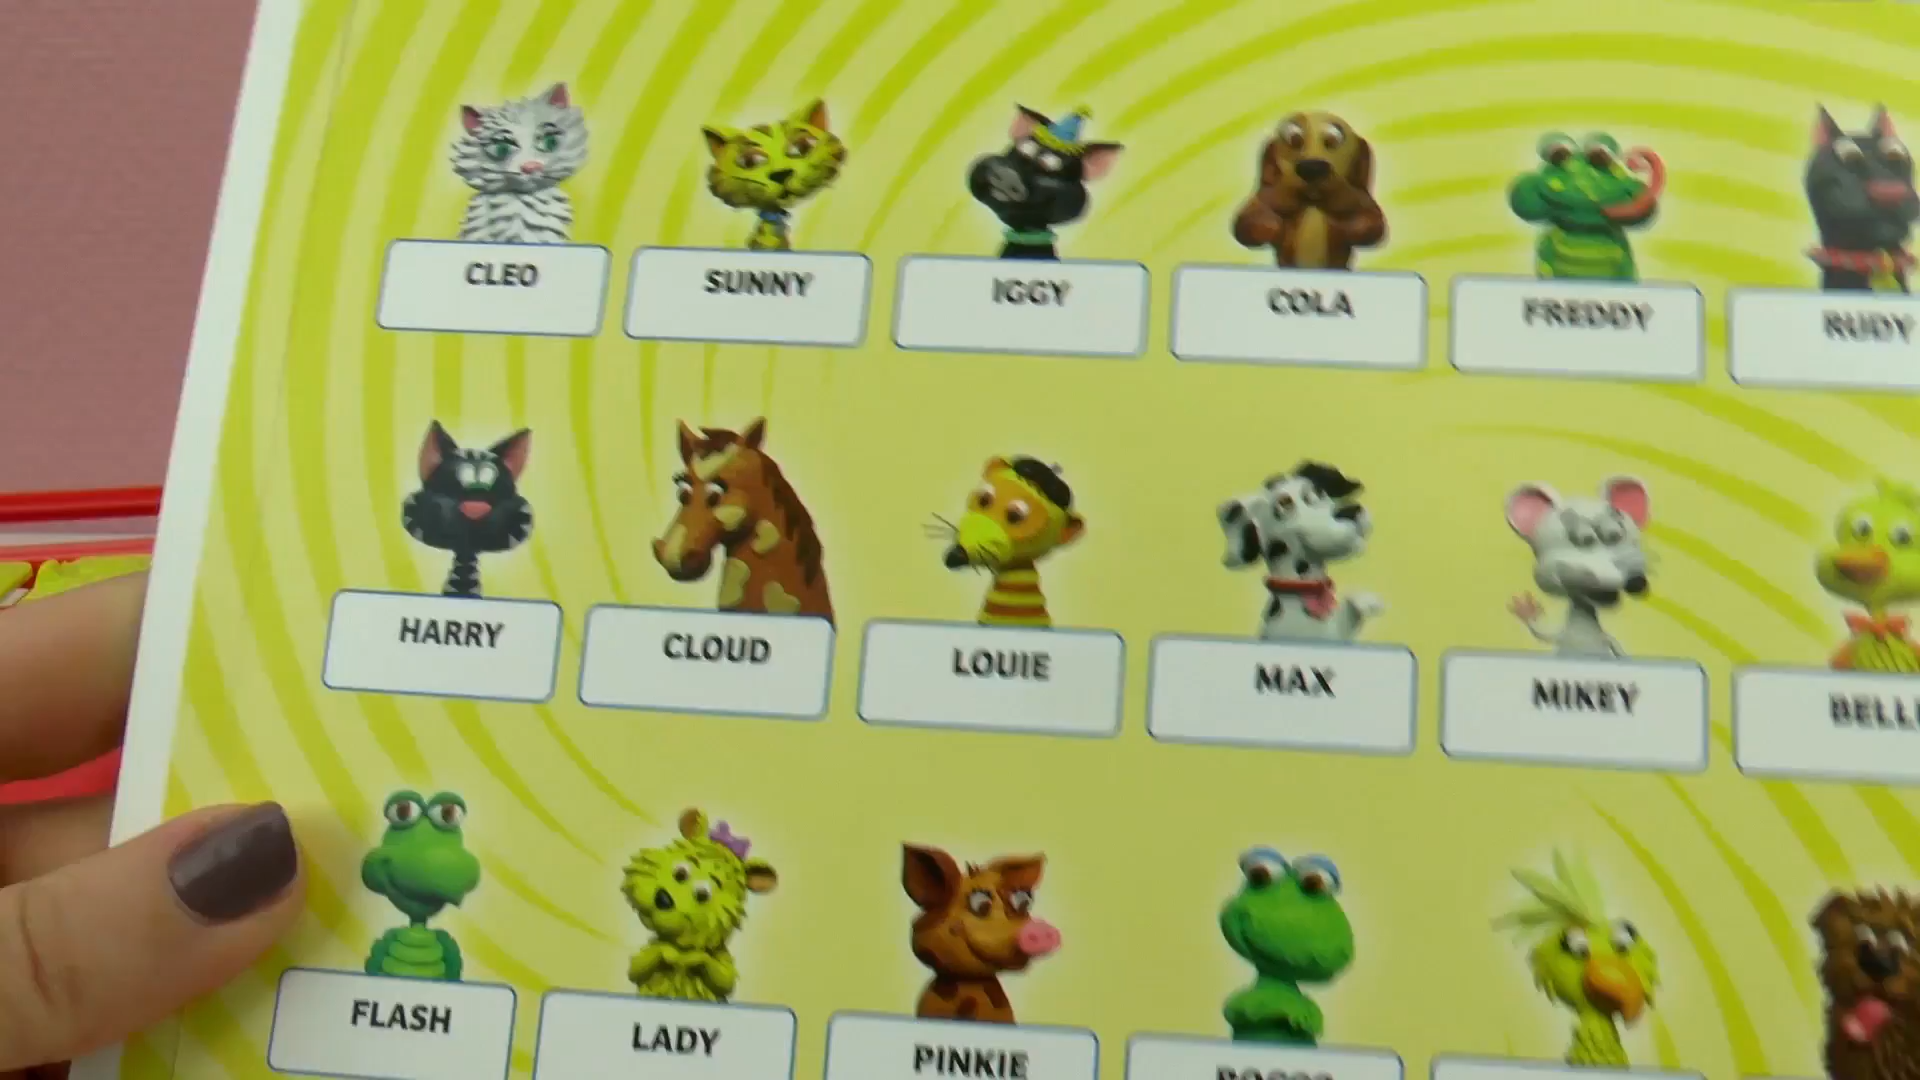 CLEO
SUNNY
IGGY
COLA
FREDDY
RUDY
HARRY
CLOUD
LOUIE
MAX
MIKEY
FLASH
LADY
PINKIE